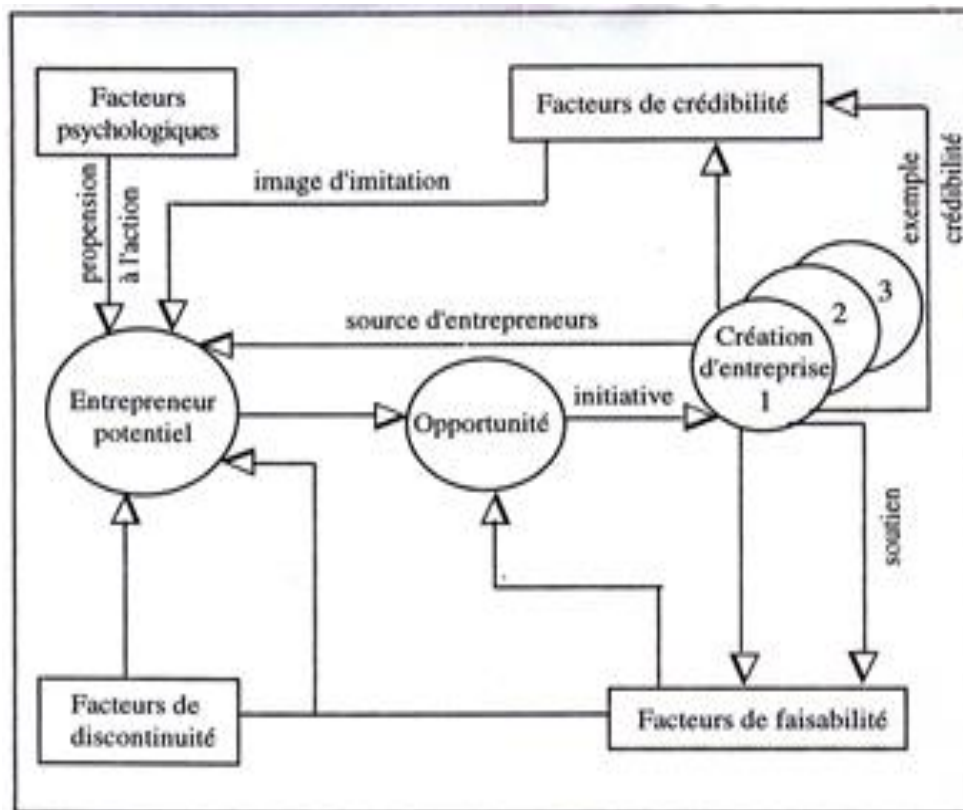 Facteurs
psychologiques
Facteurs de crédibilité
propension
à l'action
image d'imitation
exemple
crédibilité
source d'entrepreneurs
3
2
Création
d'entreprise
1
Entrepreneur
potentiel
Opportunité
initiative
soutien
Facteurs de
discontinuité
Facteurs de faisabilité